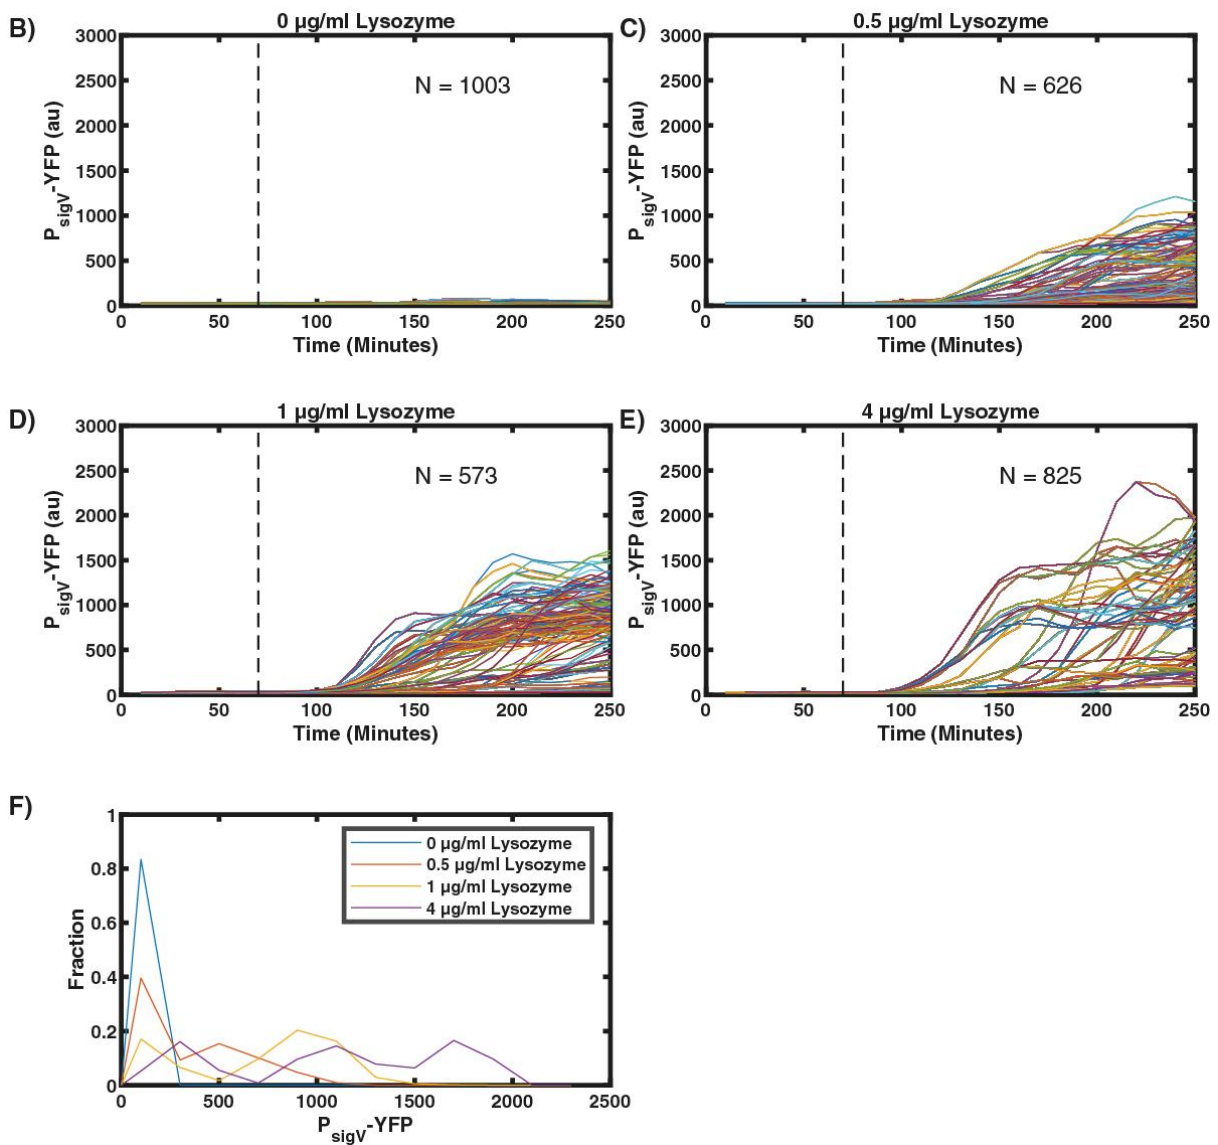 B)
0 µg/ml Lysozyme
3000
2500
2000
1500
1000
500
0
P_sigV-YFP (au)
N = 1003
0 50 100 150 200 250
Time (Minutes)
C)
0.5 µg/ml Lysozyme
3000
2500
2000
1500
1000
500
0
P_sigV-YFP (au)
N = 626
0 50 100 150 200 250
Time (Minutes)
D)
1 µg/ml Lysozyme
3000
2500
2000
1500
1000
500
0
P_sigV-YFP (au)
N = 573
0 50 100 150 200 250
Time (Minutes)
E)
4 µg/ml Lysozyme
3000
2500
2000
1500
1000
500
0
P_sigV-YFP (au)
N = 825
0 50 100 150 200 250
Time (Minutes)
F)
1
0.8
0.6
0.4
0.2
0
Fraction
0 µg/ml Lysozyme
0.5 µg/ml Lysozyme
1 µg/ml Lysozyme
4 µg/ml Lysozyme
0 500 1000 1500 2000 2500
P_sigV-YFP